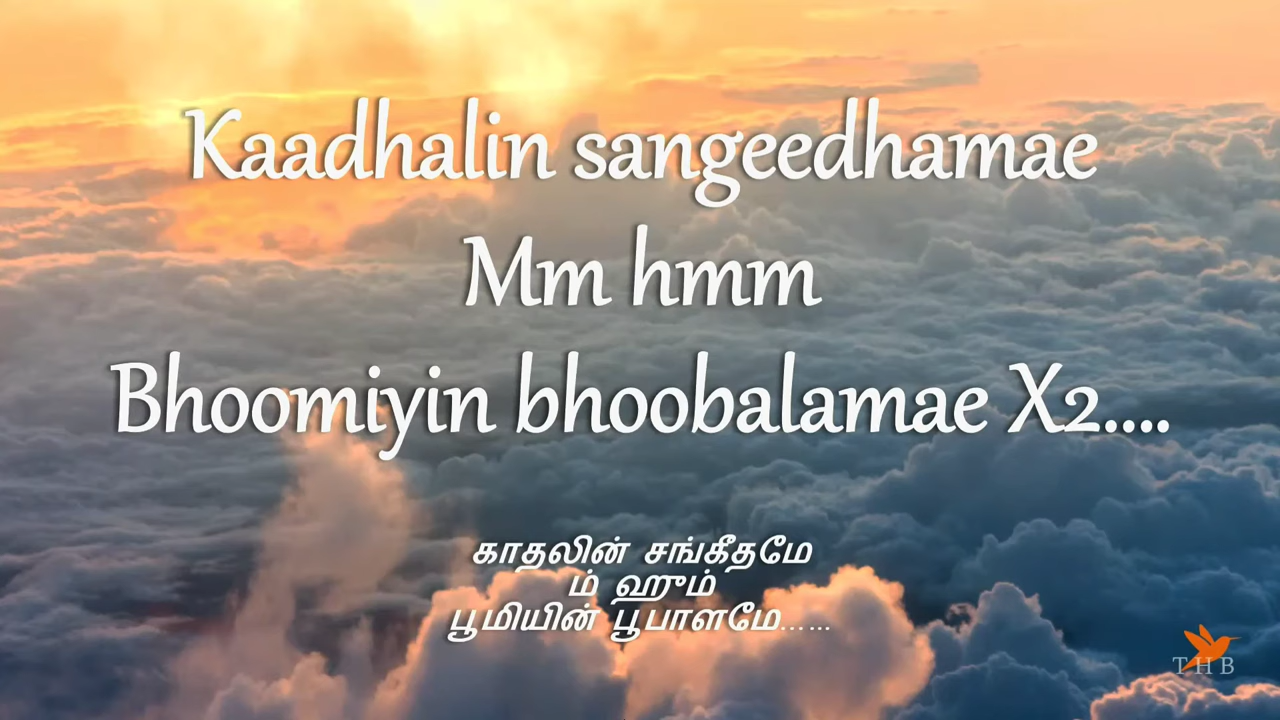 Kaadhalin sangeedhamae
Mm hmm
Bhoomiyin bhoobalamae X2....
காதலின் சங்கீதமே
ம் ஹும்
பூமியின் பூபாளமே......
THB